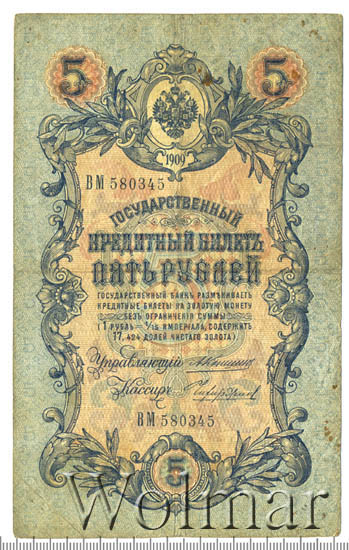 5 5
1909
ВМ 580345
ГОСУДАРСТВЕННЫЙ
КРЕДИТНЫЙ БИЛЕТЪ
ПЯТЬ РУБЛЕЙ
ГОСУДАРСТВЕННЫЙ БАНКЪ РАЗМѢНИВАЕТЪ
КРЕДИТНЫЕ БИЛЕТЫ НА ЗОЛОТУЮ МОНЕТУ
БЕЗЪ ОГРАНИЧЕНІЯ СУММЫ
(1 РУБЛЬ = 1/15 ИМПЕРІАЛА, СОДЕРЖИТЪ
17,424 ДОЛЕЙ ЧИСТАГО ЗОЛОТА)
Управляющій
Кассиръ
ВМ 580345
5
Wolmar